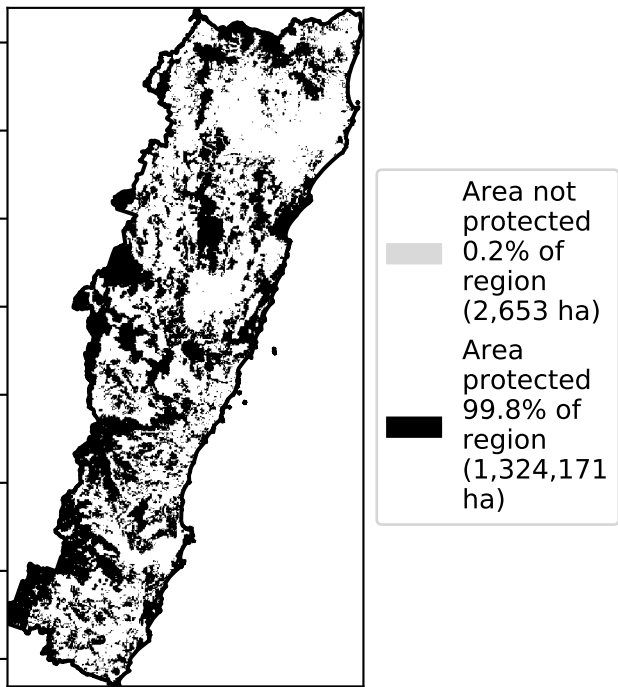 Area not
protected
0.2% of
region
(2,653 ha)
Area
protected
99.8% of
region
(1,324,171
ha)